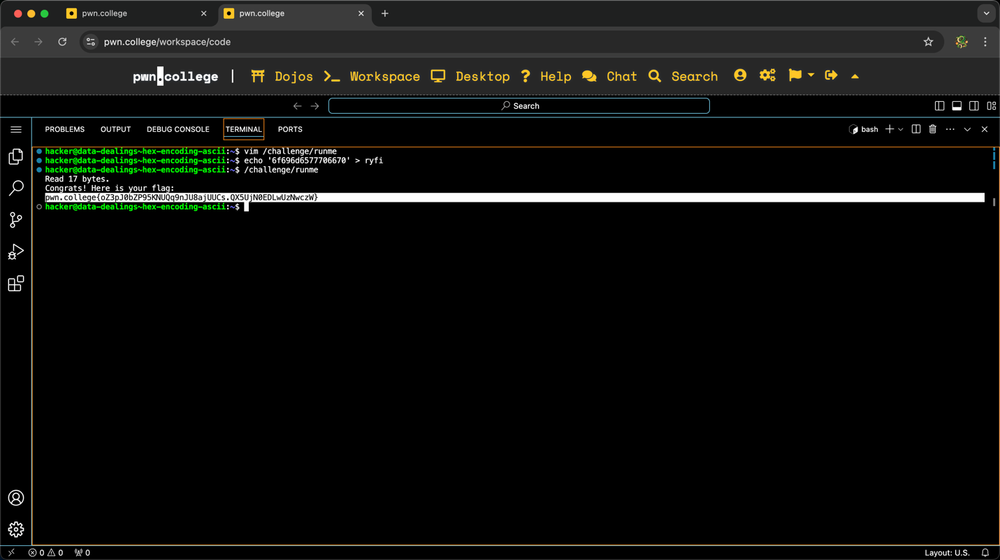 pwn.college
pwn.college
pwn.college/workspace/code
pwn.college | Dojos Workspace Desktop Help Chat Search
Search
PROBLEMS OUTPUT DEBUG CONSOLE TERMINAL PORTS bash
hacker@data-dealings~hex-encoding-ascii:~$ vim /challenge/runme
hacker@data-dealings~hex-encoding-ascii:~$ echo '6f696d6577706670' > ryfi
hacker@data-dealings~hex-encoding-ascii:~$ /challenge/runme
Read 17 bytes.
Congrats! Here is your flag:
pwn.college{oZ3pJ0bZP95KNUQq9nJU8ajUUCs.QX5UjN0EDLwUzNwczW}
hacker@data-dealings~hex-encoding-ascii:~$
0 0 0 Layout: U.S.